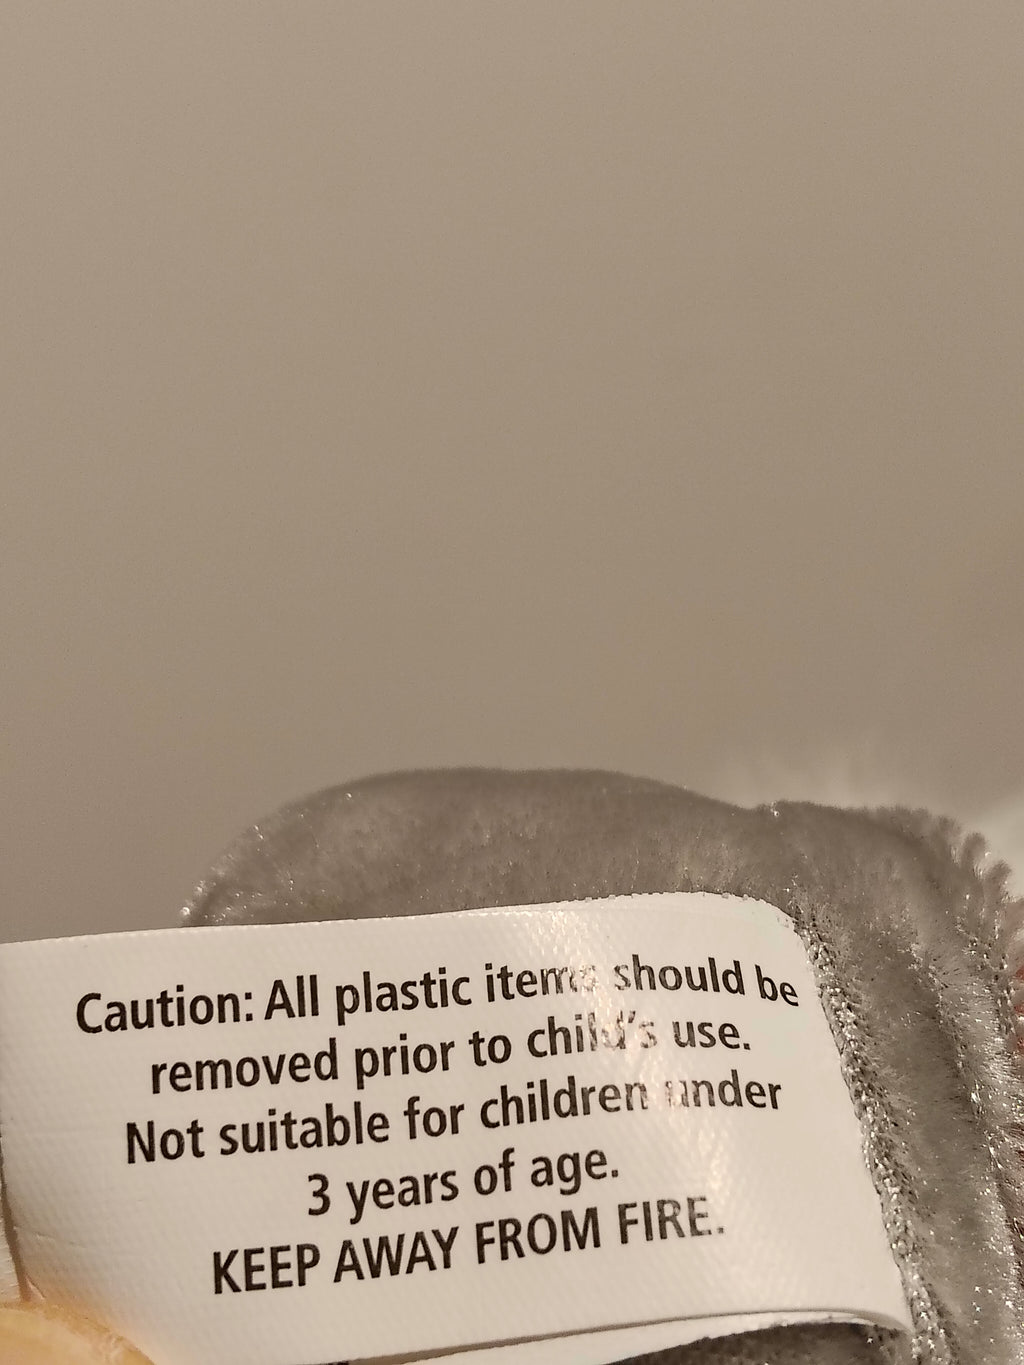 Caution: All plastic items should be
removed prior to child's use.
Not suitable for children under
3 years of age.
KEEP AWAY FROM FIRE.